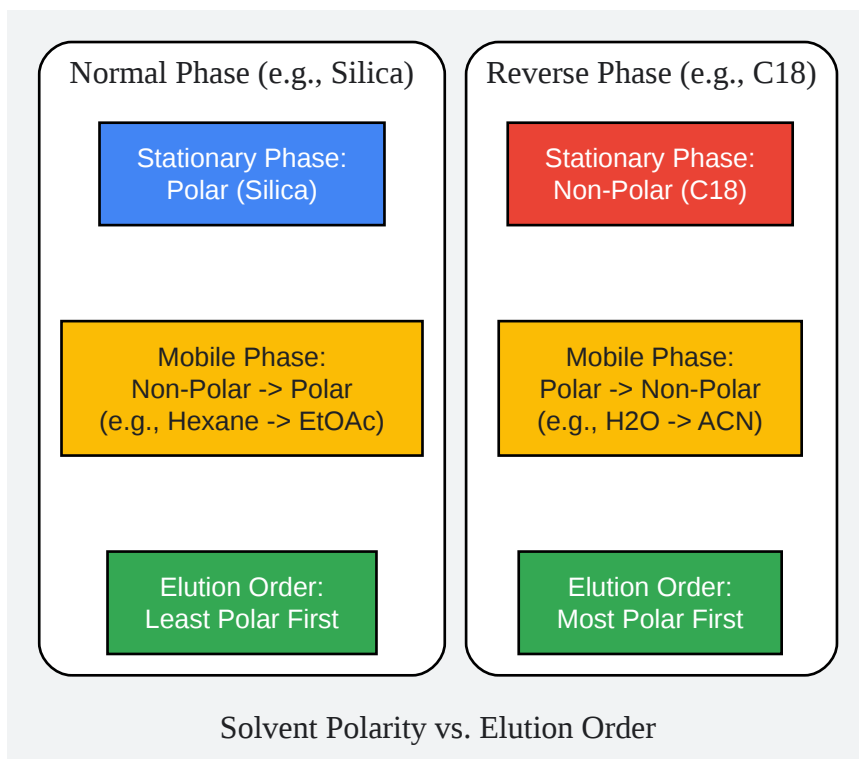 Normal Phase (e.g., Silica)
Stationary Phase:
Polar (Silica)
Mobile Phase:
Non-Polar -> Polar
(e.g., Hexane -> EtOAc)
Elution Order:
Least Polar First
Reverse Phase (e.g., C18)
Stationary Phase:
Non-Polar (C18)
Mobile Phase:
Polar -> Non-Polar
(e.g., H2O -> ACN)
Elution Order:
Most Polar First
Solvent Polarity vs. Elution Order